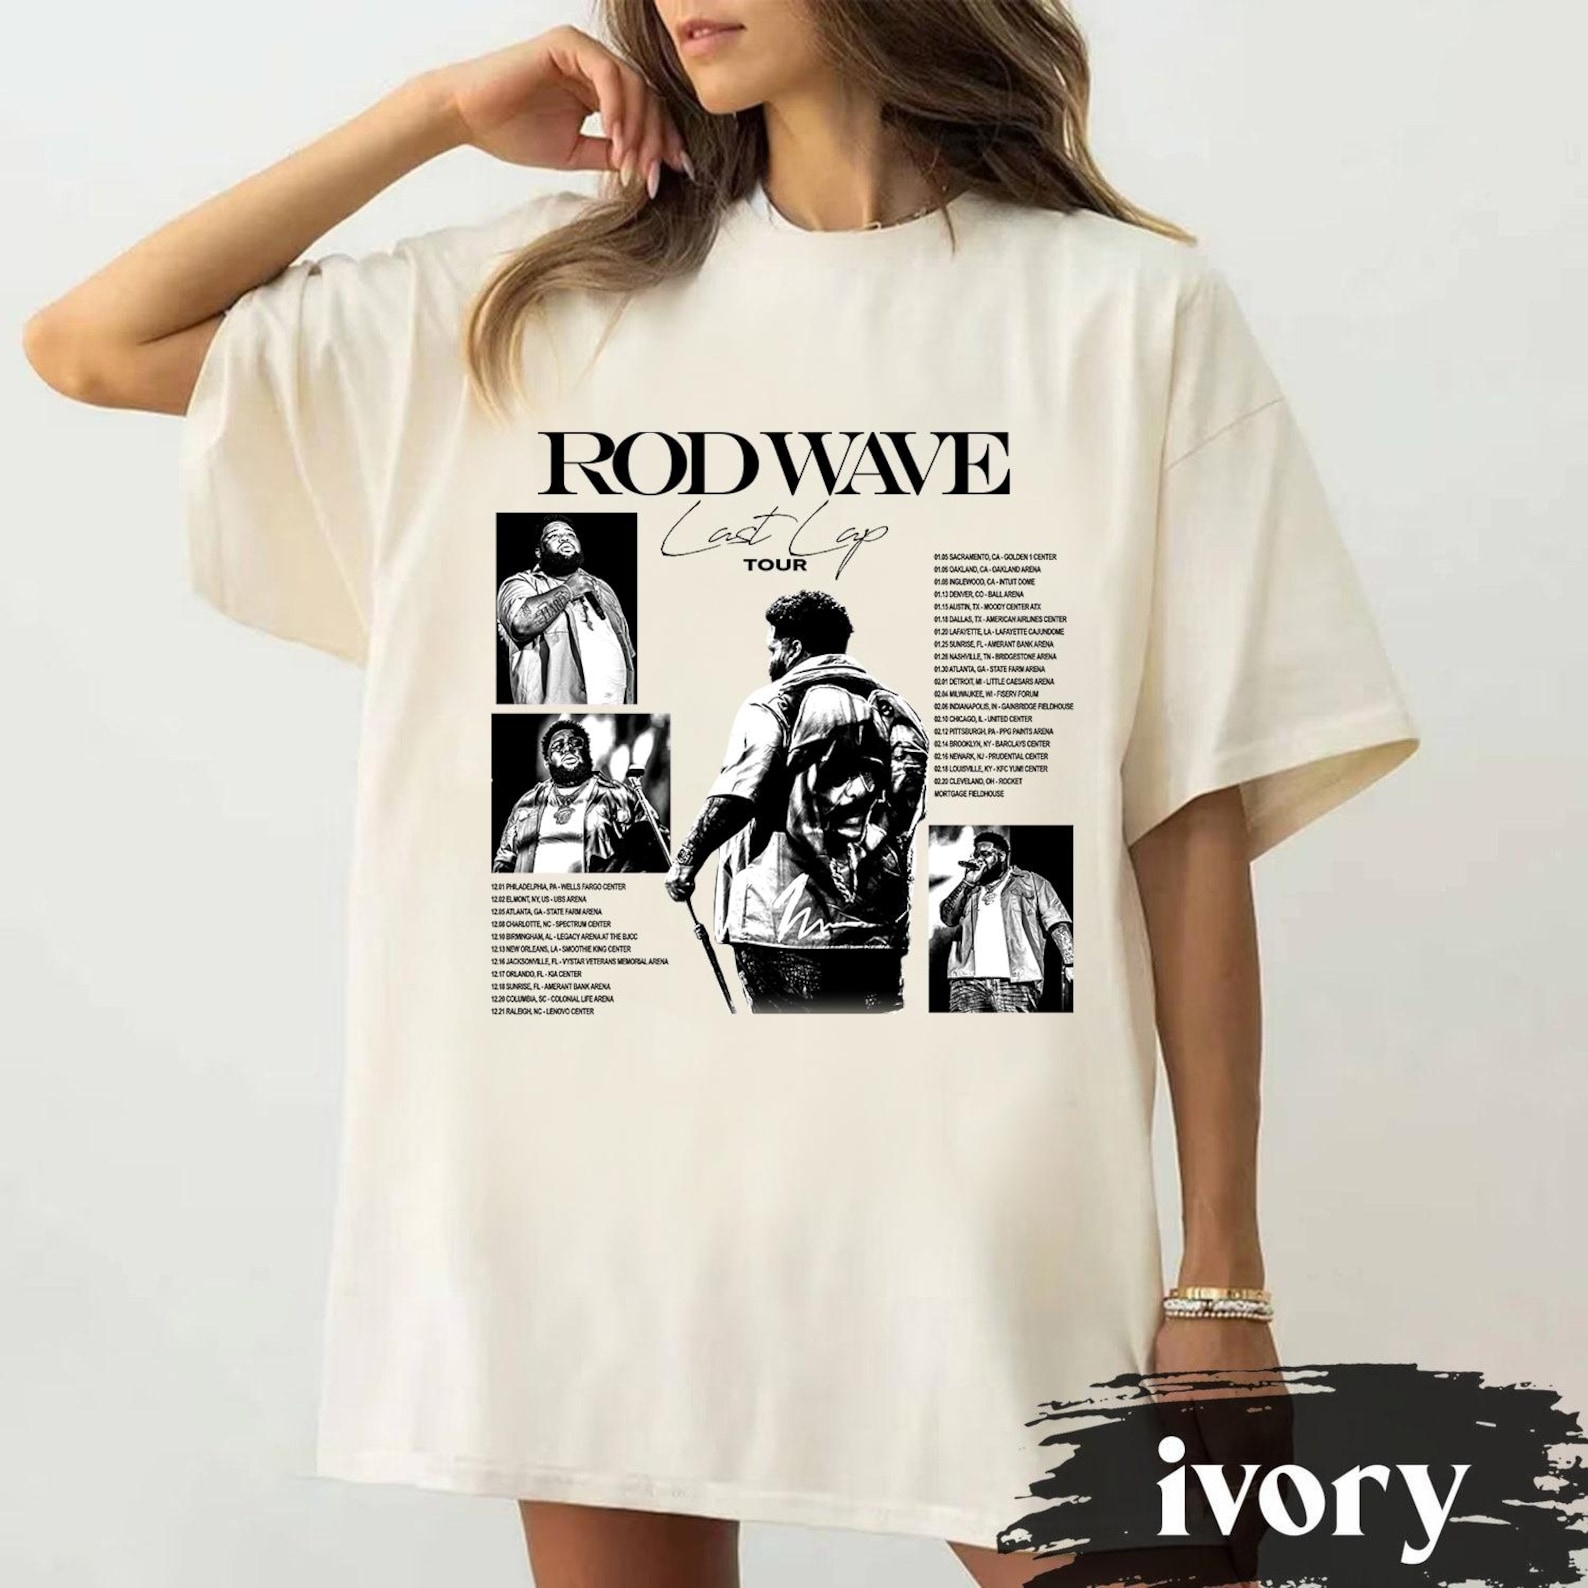 ROD WAVE
Last Lap
TOUR
01.05 SACRAMENTO, CA - GOLDEN 1 CENTER
01.06 OAKLAND, CA - OAKLAND ARENA
01.08 INGLEWOOD, CA - INTUIT DOME
01.13 DENVER, CO - BALL ARENA
01.15 AUSTIN, TX - MOODY CENTER ATX
01.18 DALLAS, TX - AMERICAN AIRLINES CENTER
01.20 LAFAYETTE, LA - LAFAYETTE CAJUNDOME
01.25 SUNRISE, FL - AMERANT BANK ARENA
01.28 NASHVILLE, TN - BRIDGESTONE ARENA
01.30 ATLANTA, GA - STATE FARM ARENA
02.01 DETROIT, MI - LITTLE CAESARS ARENA
02.04 MILWAUKEE, WI - FISERV FORUM
02.06 INDIANAPOLIS, IN - GAINBRIDGE FIELDHOUSE
02.10 CHICAGO, IL - UNITED CENTER
02.12 PITTSBURGH, PA - PPG PAINTS ARENA
02.14 BROOKLYN, NY - BARCLAYS CENTER
02.16 NEWARK, NJ - PRUDENTIAL CENTER
02.18 LOUISVILLE, KY - KFC YUM! CENTER
02.20 CLEVELAND, OH - ROCKET
MORTGAGE FIELDHOUSE
12.01 PHILADELPHIA, PA - WELLS FARGO CENTER
12.02 ELMONT, NY, US - UBS ARENA
12.05 ATLANTA, GA - STATE FARM ARENA
12.08 CHARLOTTE, NC - SPECTRUM CENTER
12.10 BIRMINGHAM, AL - LEGACY ARENA AT THE BJCC
12.13 NEW ORLEANS, LA - SMOOTHIE KING CENTER
12.16 JACKSONVILLE, FL - VYSTAR VETERANS MEMORIAL ARENA
12.17 ORLANDO, FL - KIA CENTER
12.18 SUNRISE, FL - AMERANT BANK ARENA
12.20 COLUMBIA, SC - COLONIAL LIFE ARENA
12.21 RALEIGH, NC - LENOVO CENTER
ivory